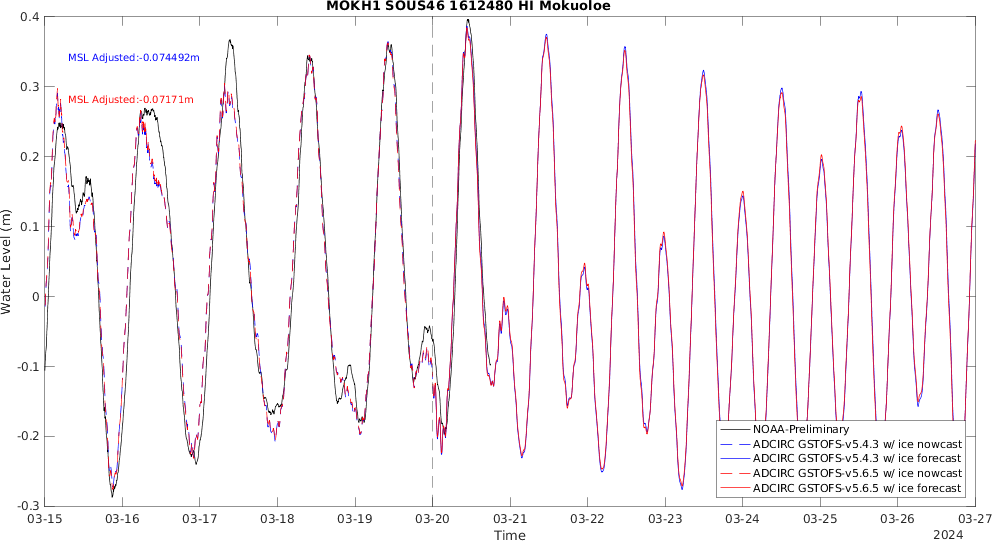 MOKH1 SOUS46 1612480 HI Mokuoloe
MSL Adjusted:-0.074492m
MSL Adjusted:-0.07171m
Water Level (m)
0.4
0.3
0.2
0.1
0
-0.1
-0.2
-0.3
NOAA-Preliminary
ADCIRC GSTOFS-v5.4.3 w/ ice nowcast
ADCIRC GSTOFS-v5.4.3 w/ ice forecast
ADCIRC GSTOFS-v5.6.5 w/ ice nowcast
ADCIRC GSTOFS-v5.6.5 w/ ice forecast
03-15 03-16 03-17 03-18 03-19 03-20 03-21 03-22 03-23 03-24 03-25 03-26 03-27
Time
2024